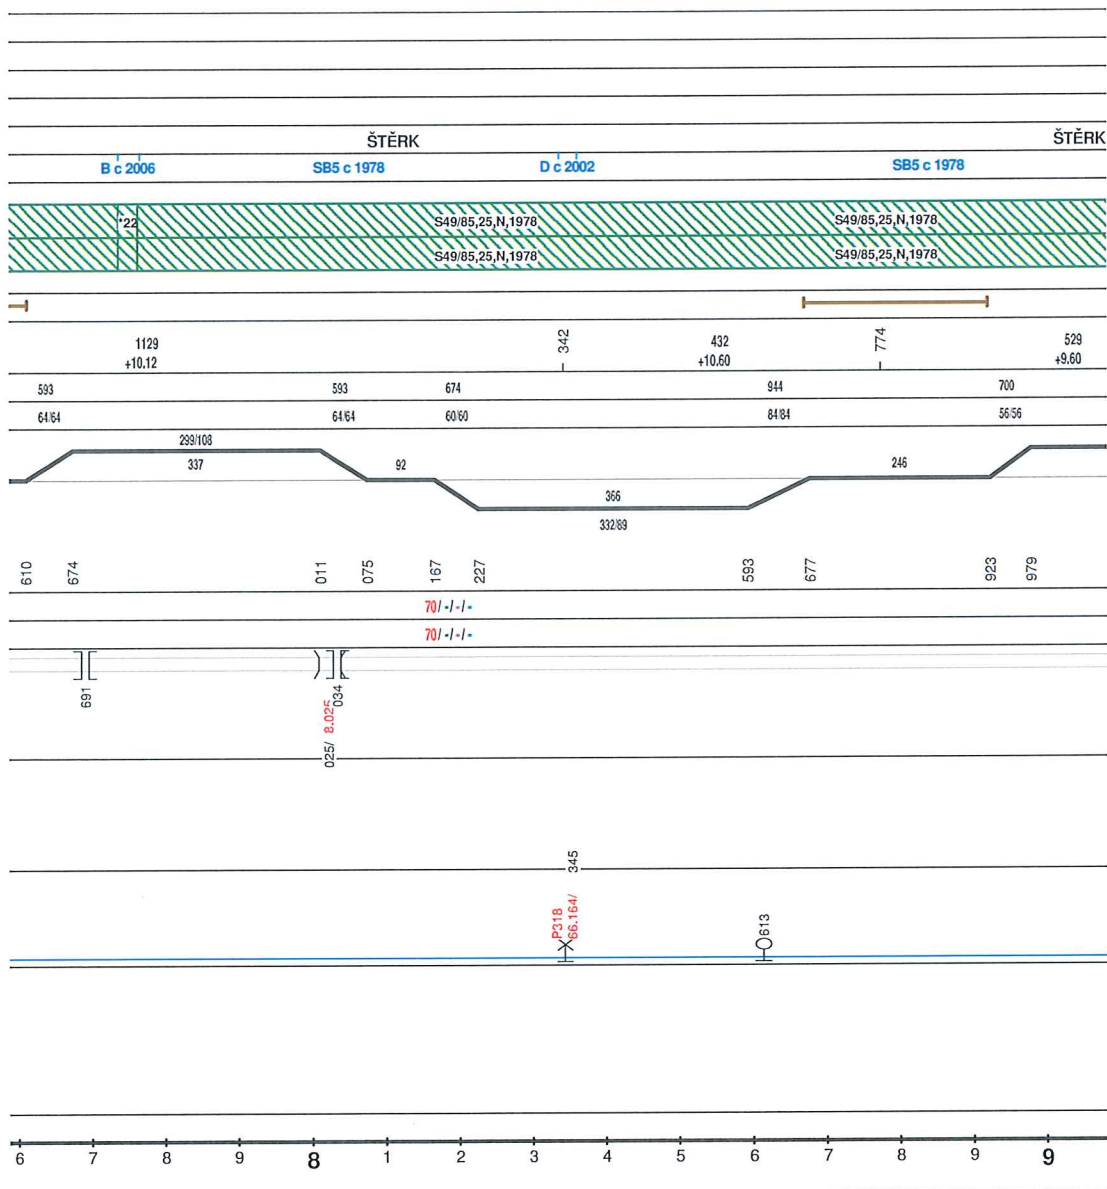 ŠTĚRK ŠTĚRK
B c 2006 SB5 c 1978 D c 2002 SB5 c 1978
*22 S49/85,25,N,1978 S49/85,25,N,1978
S49/85,25,N,1978 S49/85,25,N,1978
1129 342 432 774 529
+10.12 +10.60 +9.60
593 593 674 944 700
64/64 64/64 60/60 84/84 56/56
299/108
337 92 246
366
332/89
610 674 011 075 167 227 593 677 923 979
70/ -/-/-
70/ -/-/-
691 025/ 8.025 034
345
P318
66.164/
613
6 7 8 9 8 1 2 3 4 5 6 7 8 9 9